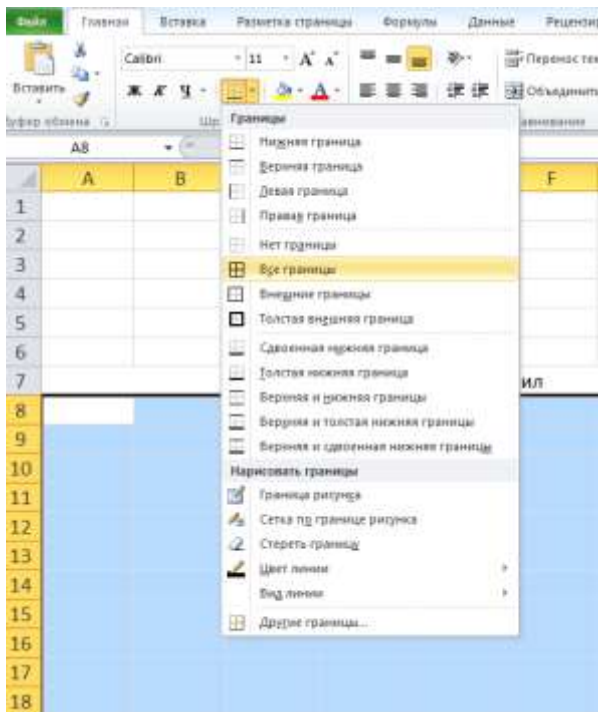 Файл Главная Вставка Разметка страницы Формулы Данные Рецензир
Calibri 11 Перенос тек
Вставить Ж К Ч Объединить
A8
A B F
1
2
3
4
5
6
7 ил
8
9
10
11
12
13
14
15
16
17
18
Границы
Нижняя граница
Верхняя граница
Левая граница
Правая граница
Нет границы
Все границы
Внешние границы
Толстая внешняя граница
Сдвоенная нижняя граница
Толстая нижняя граница
Верхняя и нижняя границы
Верхняя и толстая нижняя границы
Верхняя и сдвоенная нижняя границы
Нарисовать границы
Граница рисунка
Сетка по границе рисунка
Стереть границу
Цвет линии
Вид линии
Другие границы...